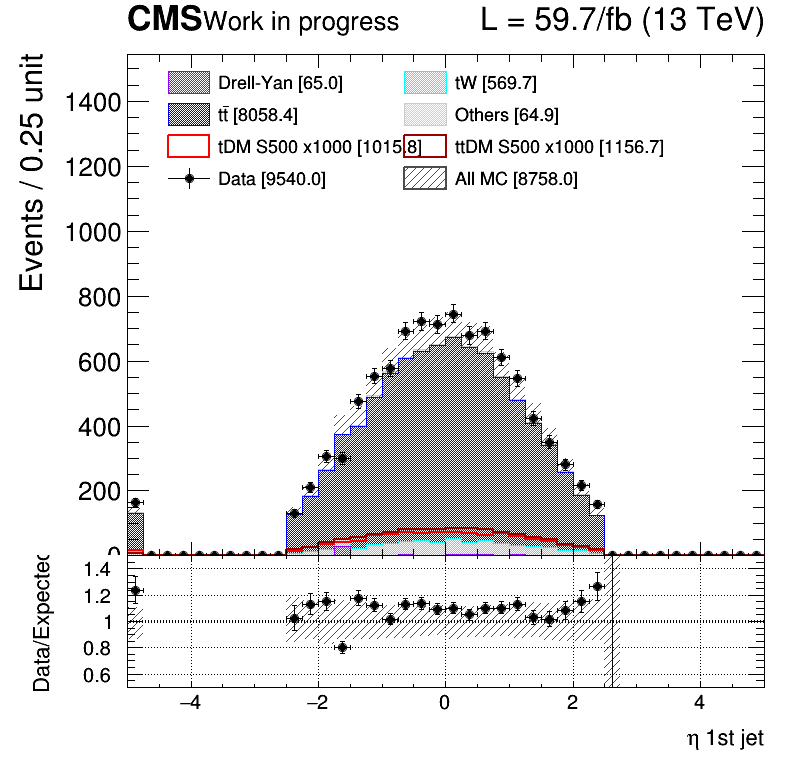 CMS Work in progress L = 59.7/fb (13 TeV)
Events / 0.25 unit
1400
1200
1000
800
600
400
200
0
Drell-Yan [65.0] tW [569.7]
tt̄ [8058.4] Others [64.9]
tDM S500 x1000 [1015.8] ttDM S500 x1000 [1156.7]
Data [9540.0] All MC [8758.0]
Data/Expected
1.4
1.2
1
0.8
0.6
−4 −2 0 2 4
η 1st jet